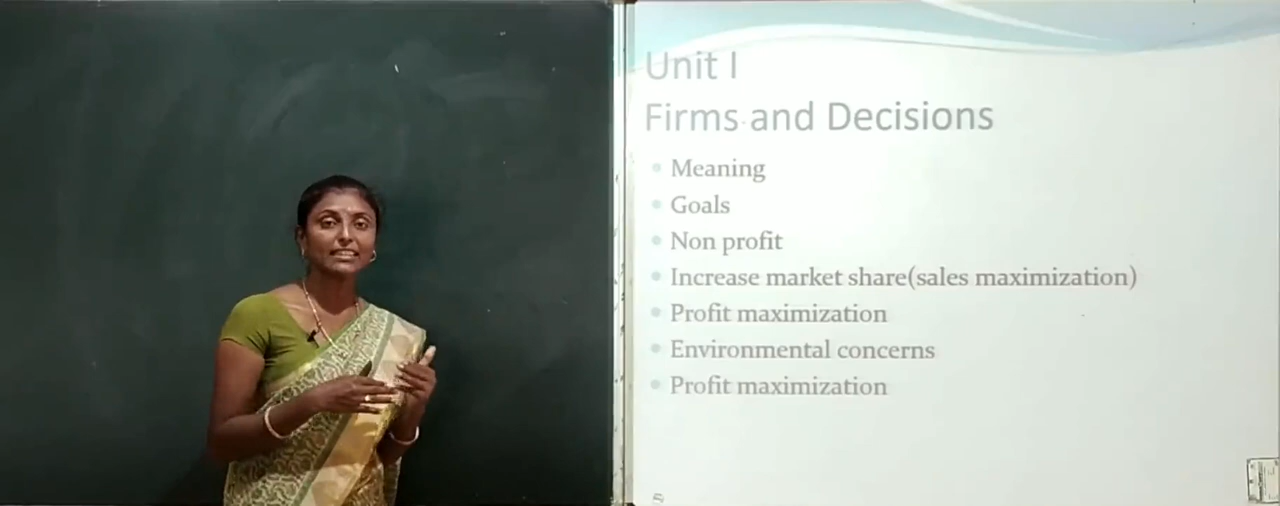 Unit I
Firms and Decisions
Meaning
Goals
Non profit
Increase market share(sales maximization)
Profit maximization
Environmental concerns
Profit maximization